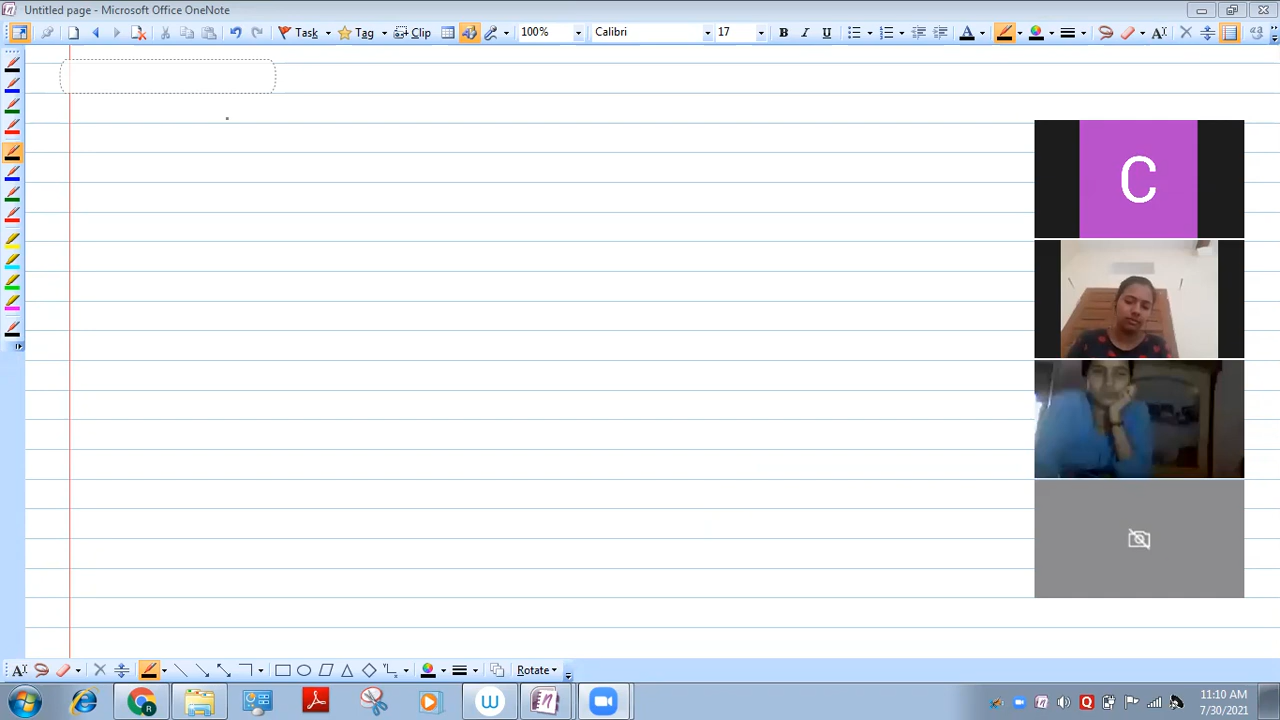 Untitled page - Microsoft Office OneNote
Task
Tag
Clip
100%
Calibri
17
B
I
U
A
C
Rotate
11:10 AM
7/30/2021